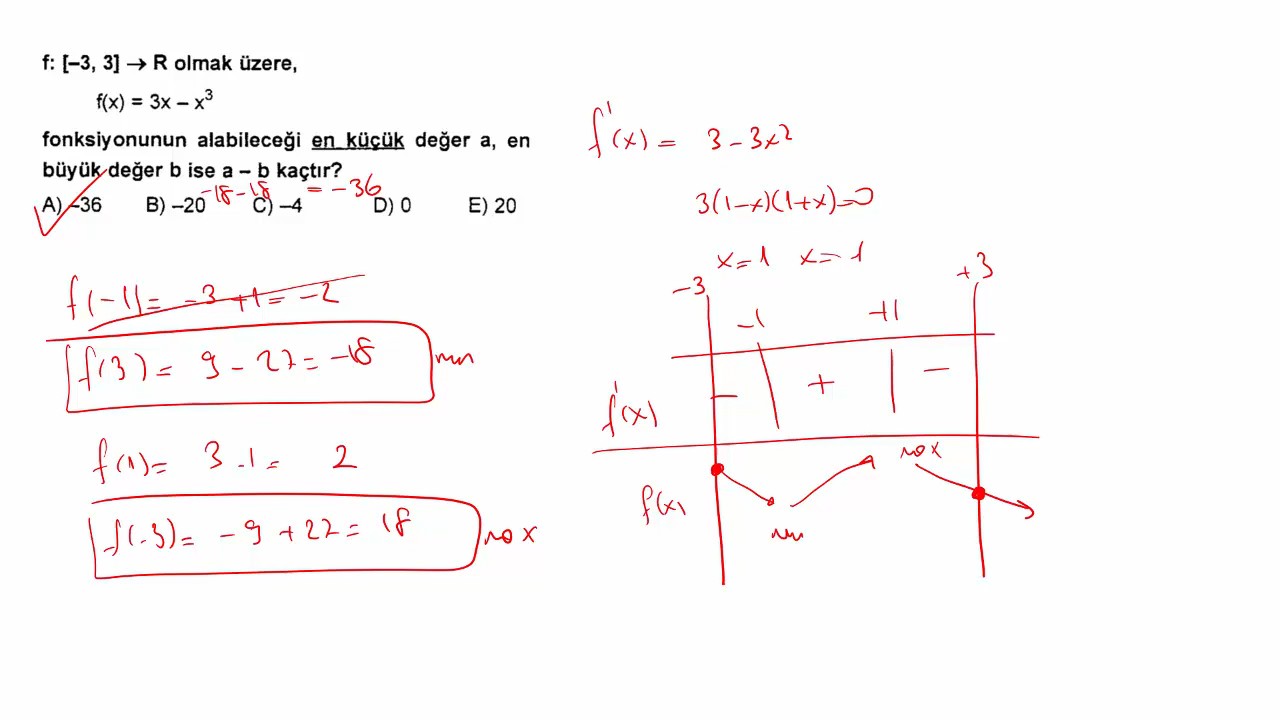 f: [–3, 3] → R olmak üzere,
f(x) = 3x – x³
fonksiyonunun alabileceği en küçük değer a, en
büyük değer b ise a – b kaçtır?
-18-18 = -36
A) –36 B) –20 C) –4 D) 0 E) 20
f(-1)= -3 +1 = -2
f(3) = 9 - 27 = -18 min
f(1)= 3-1= 2
f(-3)= -9 +27 = 18 max
f'(x) = 3 - 3x²
3(1-x)(1+x)=0
x=1 x=-1
-3 +3
-1 +1
f'(x) - + -
f(x) max
min